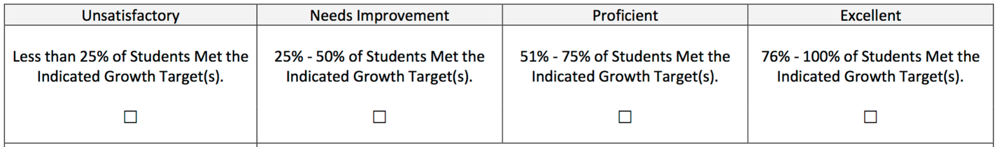 Unsatisfactory
Needs Improvement
Proficient
Excellent
Less than 25% of Students Met the
Indicated Growth Target(s).
25% - 50% of Students Met the
Indicated Growth Target(s).
51% - 75% of Students Met the
Indicated Growth Target(s).
76% - 100% of Students Met the
Indicated Growth Target(s).